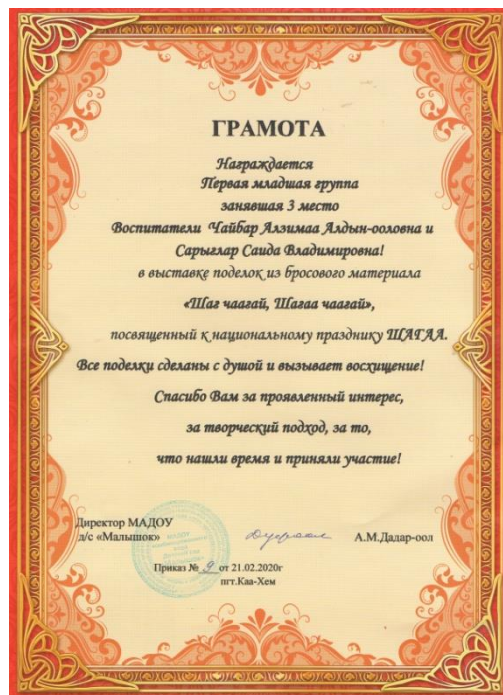 ГРАМОТА
Награждается
Первая младшая группа
занявшая 3 место
Воспитатели Чайбар Алзимаа Алдын-ооловна и
Сарыглар Саида Владимировна!
в выставке поделок из бросового материала
«Шаг чаагай, Шагаа чаагай»,
посвященный к национальному празднику ШАГАА.
Все поделки сделаны с душой и вызывает восхищение!
Спасибо Вам за проявленный интерес,
за творческий подход, за то,
что нашли время и приняли участие!
Директор МАДОУ
д/с «Малышок» А.М.Дадар-оол
Приказ № 9 от 21.02.2020г
пгт.Каа-Хем